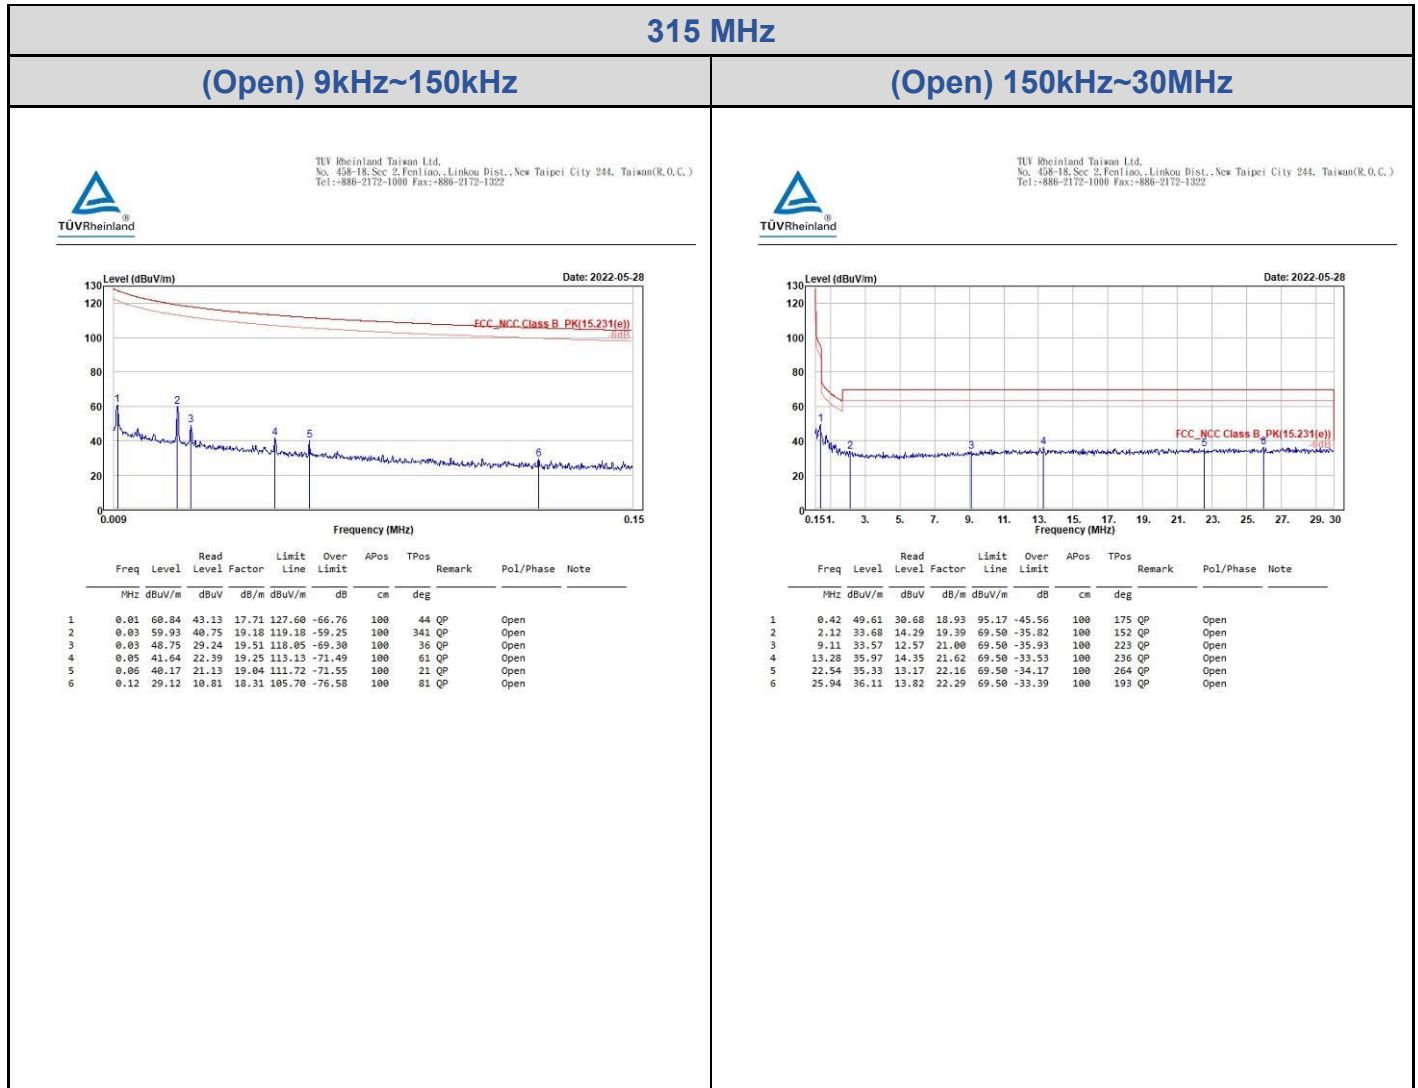 315 MHz
(Open) 9kHz~150kHz
TÜVRheinland®
TUV Rheinland Taiwan Ltd.
No. 458-18.Sec 2.Fenliao..Linkou Dist..New Taipei City 244. Taiwan(R.O.C.)
Tel:+886-2172-1000 Fax:+886-2172-1322
Level (dBuV/m)
Date: 2022-05-28
130
120
100
80
60
40
20
0
FCC_NCC Class B_PK(15.231(e))
-6dB
1
2
3
4
5
6
0.009
0.15
Frequency (MHz)
Read Limit Over APos TPos
Freq Level Level Factor Line Limit Remark Pol/Phase Note
MHz dBuV/m dBuV dB/m dBuV/m dB cm deg
1 0.01 60.84 43.13 17.71 127.60 -66.76 100 44 QP Open
2 0.03 59.93 40.75 19.18 119.18 -59.25 100 341 QP Open
3 0.03 48.75 29.24 19.51 118.05 -69.30 100 36 QP Open
4 0.05 41.64 22.39 19.25 113.13 -71.49 100 61 QP Open
5 0.06 40.17 21.13 19.04 111.72 -71.55 100 21 QP Open
6 0.12 29.12 10.81 18.31 105.70 -76.58 100 81 QP Open
(Open) 150kHz~30MHz
TÜVRheinland®
TUV Rheinland Taiwan Ltd.
No. 458-18.Sec 2.Fenliao..Linkou Dist..New Taipei City 244. Taiwan(R.O.C.)
Tel:+886-2172-1000 Fax:+886-2172-1322
Level (dBuV/m)
Date: 2022-05-28
130
120
100
80
60
40
20
0
FCC_NCC Class B_PK(15.231(e))
-6dB
1
2
3
4
5
6
0.15 1. 3. 5. 7. 9. 11. 13. 15. 17. 19. 21. 23. 25. 27. 29. 30
Frequency (MHz)
Read Limit Over APos TPos
Freq Level Level Factor Line Limit Remark Pol/Phase Note
MHz dBuV/m dBuV dB/m dBuV/m dB cm deg
1 0.42 49.61 30.68 18.93 95.17 -45.56 100 175 QP Open
2 2.12 33.68 14.29 19.39 69.50 -35.82 100 152 QP Open
3 9.11 33.57 12.57 21.00 69.50 -35.93 100 223 QP Open
4 13.28 35.97 14.35 21.62 69.50 -33.53 100 236 QP Open
5 22.54 35.33 13.17 22.16 69.50 -34.17 100 264 QP Open
6 25.94 36.11 13.82 22.29 69.50 -33.39 100 193 QP Open